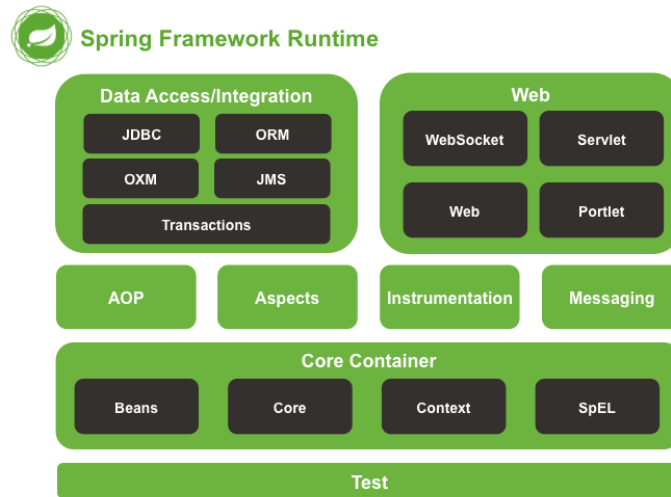 Spring Framework Runtime
Data Access/Integration
JDBC
ORM
OXM
JMS
Transactions
Web
WebSocket
Servlet
Web
Portlet
AOP
Aspects
Instrumentation
Messaging
Core Container
Beans
Core
Context
SpEL
Test